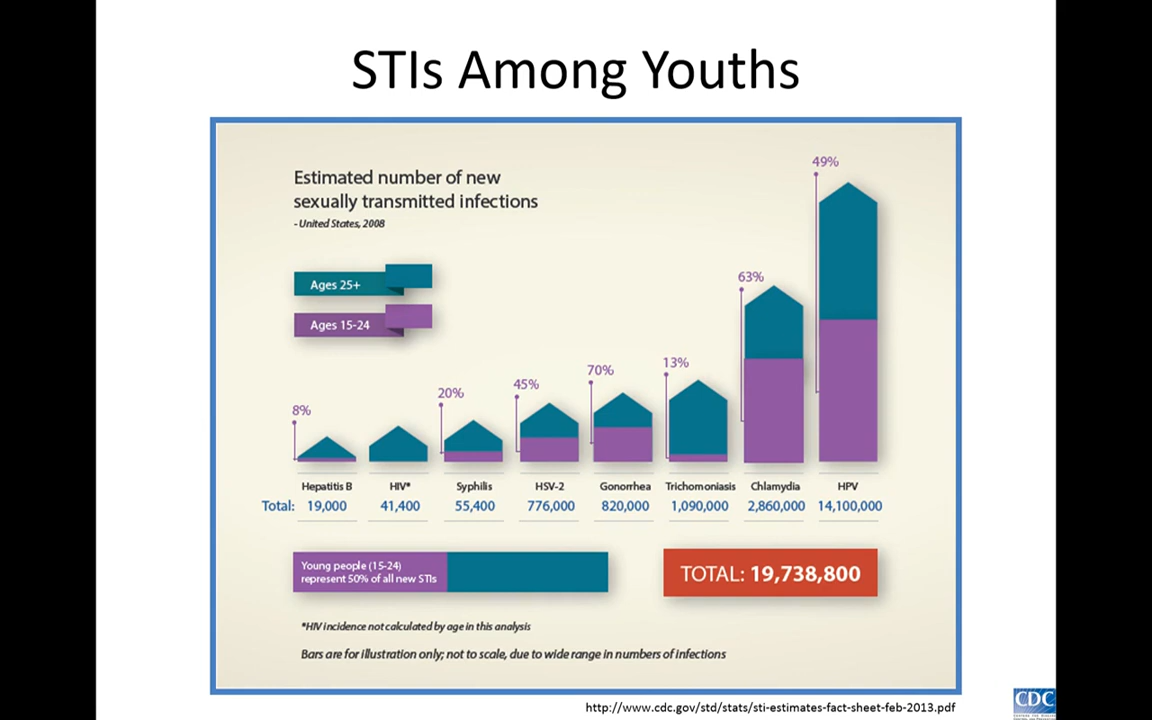 STIs Among Youths
Estimated number of new
sexually transmitted infections
- United States, 2008
Ages 25+
Ages 15-24
8%
20%
45%
70%
13%
63%
49%
Hepatitis B HIV* Syphilis HSV-2 Gonorrhea Trichomoniasis Chlamydia HPV
Total: 19,000 41,400 55,400 776,000 820,000 1,090,000 2,860,000 14,100,000
Young people (15-24)
represent 50% of all new STIs
TOTAL: 19,738,800
*HIV incidence not calculated by age in this analysis
Bars are for illustration only; not to scale, due to wide range in numbers of infections
http://www.cdc.gov/std/stats/sti-estimates-fact-sheet-feb-2013.pdf
CDC